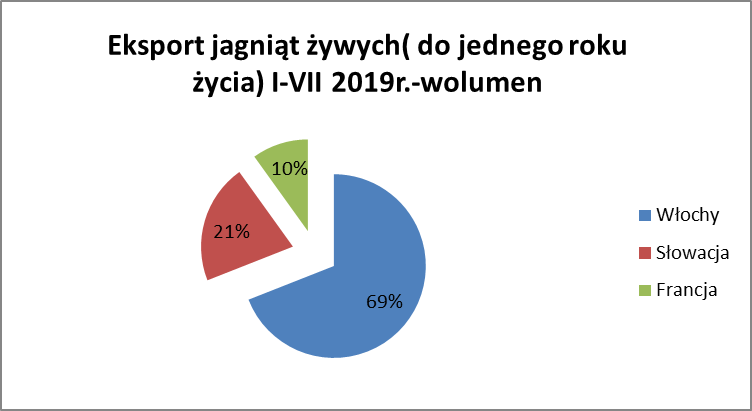 Eksport jagniąt żywych( do jednego roku
życia) I-VII 2019r.-wolumen
10%
21%
69%
Włochy
Słowacja
Francja